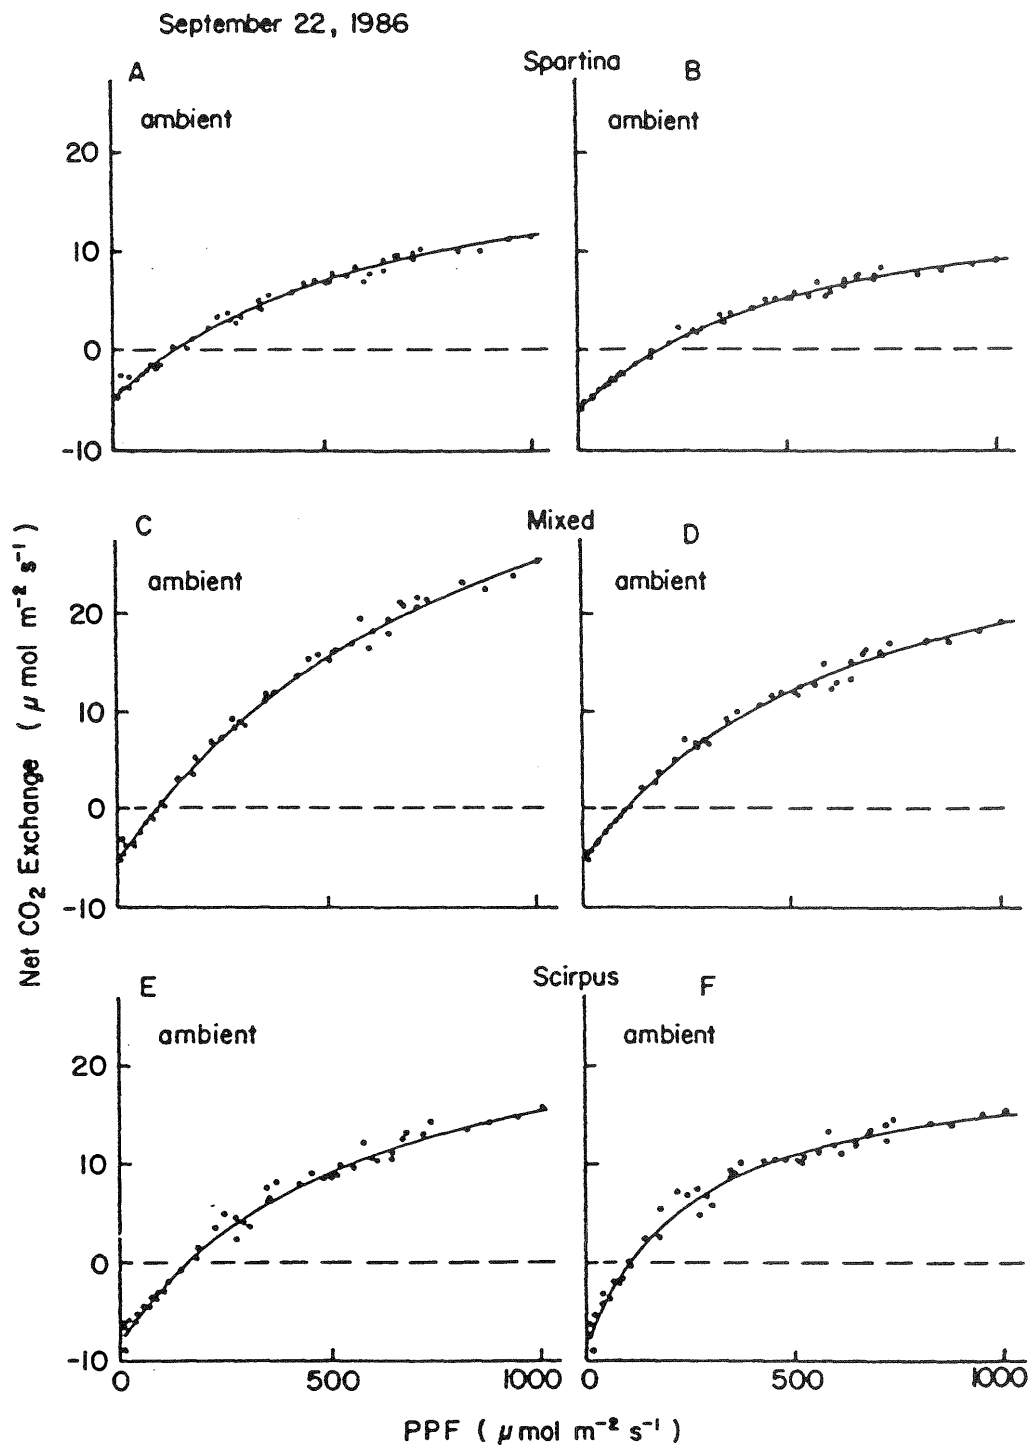 September 22, 1986
Spartina
A
B
ambient
ambient
20
10
0
-10
Mixed
C
D
ambient
ambient
20
10
0
-10
Scirpus
E
F
ambient
ambient
20
10
0
-10
0 500 1000 0 500 1000
Net CO₂ Exchange ( μ mol m⁻² s⁻¹ )
PPF ( μmol m⁻² s⁻¹ )